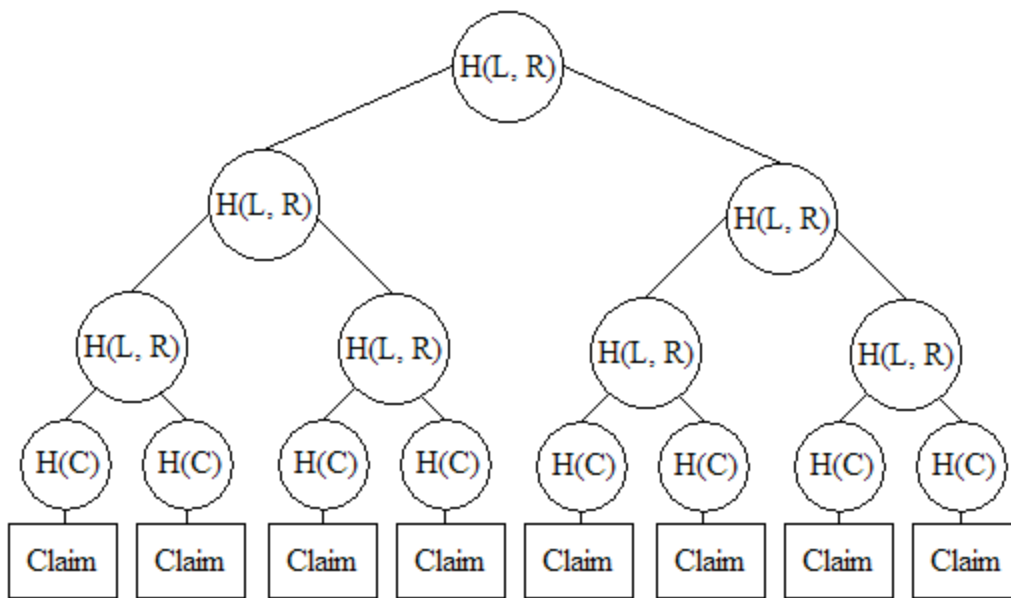 H(L, R)
H(L, R)
H(L, R)
H(L, R)
H(L, R)
H(L, R)
H(L, R)
H(C)
H(C)
H(C)
H(C)
H(C)
H(C)
H(C)
H(C)
Claim
Claim
Claim
Claim
Claim
Claim
Claim
Claim